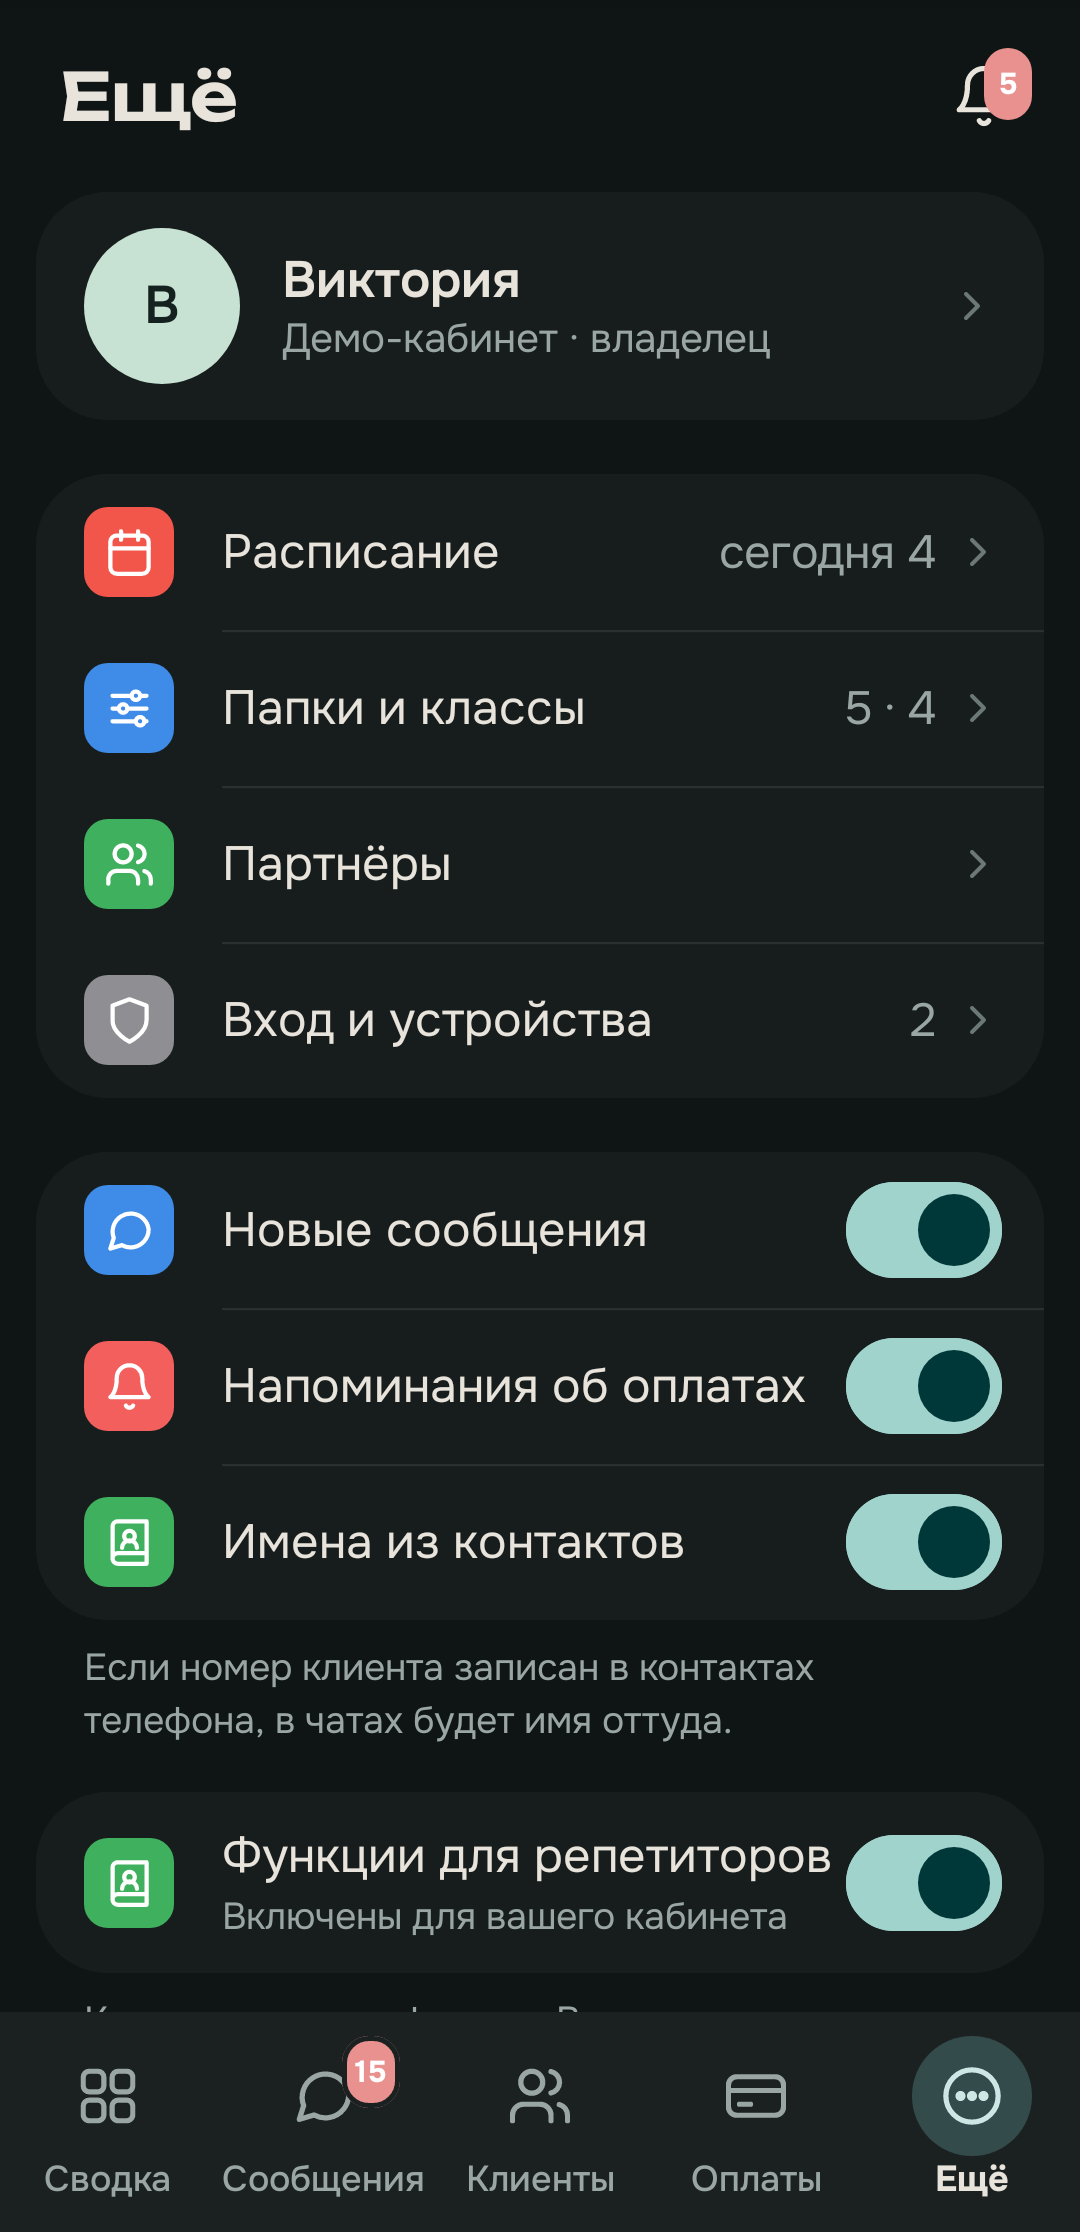 Ещё
5
В
Виктория
Демо-кабинет · владелец
Расписание
сегодня 4
Папки и классы
5 · 4
Партнёры
Вход и устройства
2
Новые сообщения
Напоминания об оплатах
Имена из контактов
Если номер клиента записан в контактах
телефона, в чатах будет имя оттуда.
Функции для репетиторов
Включены для вашего кабинета
15
Сводка
Сообщения
Клиенты
Оплаты
Ещё